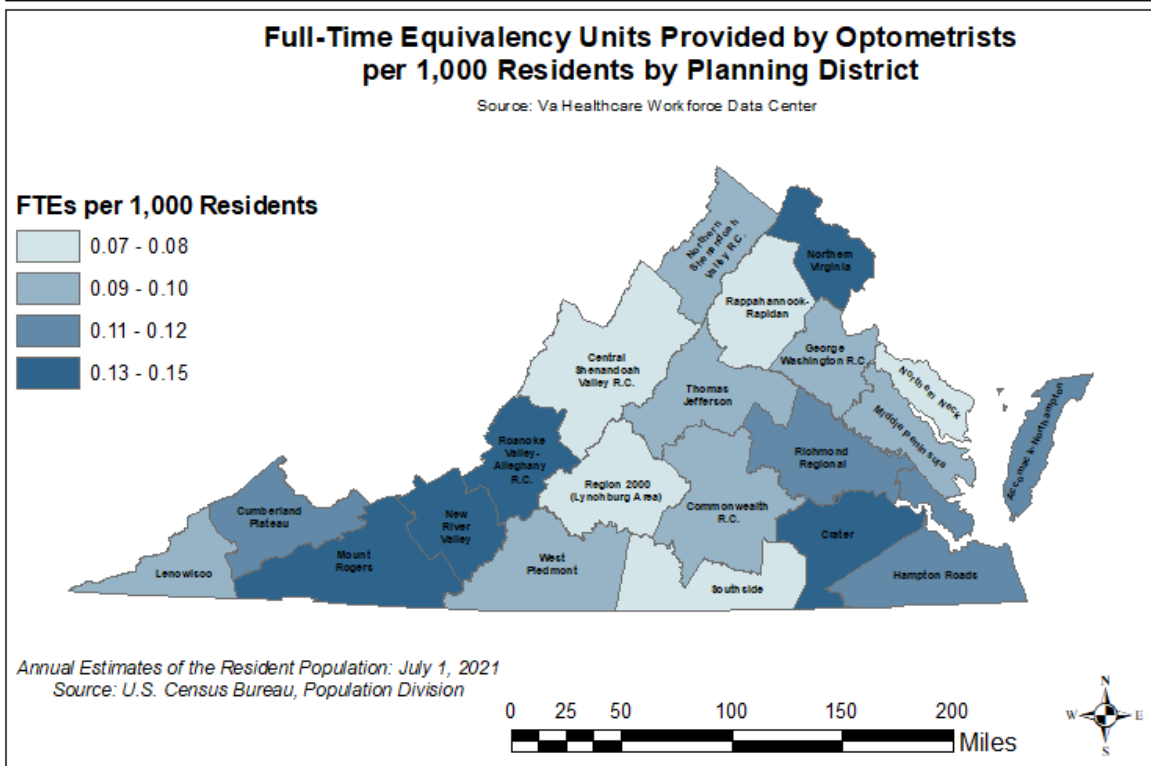 Full-Time Equivalency Units Provided by Optometrists
per 1,000 Residents by Planning District
Source: Va Healthcare Workforce Data Center
FTEs per 1,000 Residents
0.07 - 0.08
0.09 - 0.10
0.11 - 0.12
0.13 - 0.15
Northern
Shenandoah
Valley R.C.
Northern
Virginia
Rappahannock-
Rapidan
Central
Shenandoah
Valley R.C.
George
Washington R.C.
Northern Neck
Thomas
Jefferson
Middle Peninsula
Accomack-Northampton
Roanoke
Valley-
Alleghany
R.C.
Richmond
Regional
Region 2000
(Lynchburg Area)
Commonwealth
R.C.
Cumberland
Plateau
New
River
Valley
Crater
Mount
Rogers
West
Piedmont
Lenowisco
Southside
Hampton Roads
Annual Estimates of the Resident Population: July 1, 2021
Source: U.S. Census Bureau, Population Division
0 25 50 100 150 200
Miles
N
W E
S